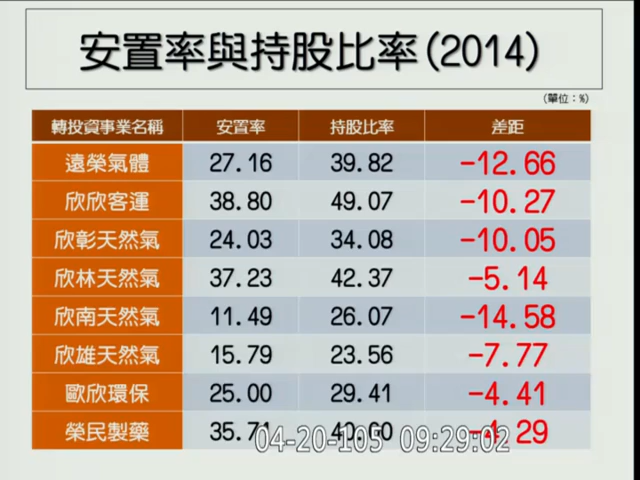 安置率與持股比率(2014)
(單位：%)
轉投資事業名稱 安置率 持股比率 差距
遠榮氣體 27.16 39.82 -12.66
欣欣客運 38.80 49.07 -10.27
欣彰天然氣 24.03 34.08 -10.05
欣林天然氣 37.23 42.37 -5.14
欣南天然氣 11.49 26.07 -14.58
欣雄天然氣 15.79 23.56 -7.77
歐欣環保 25.00 29.41 -4.41
榮民製藥 35.71 40.00 -4.29
04-20-105 09:29:02